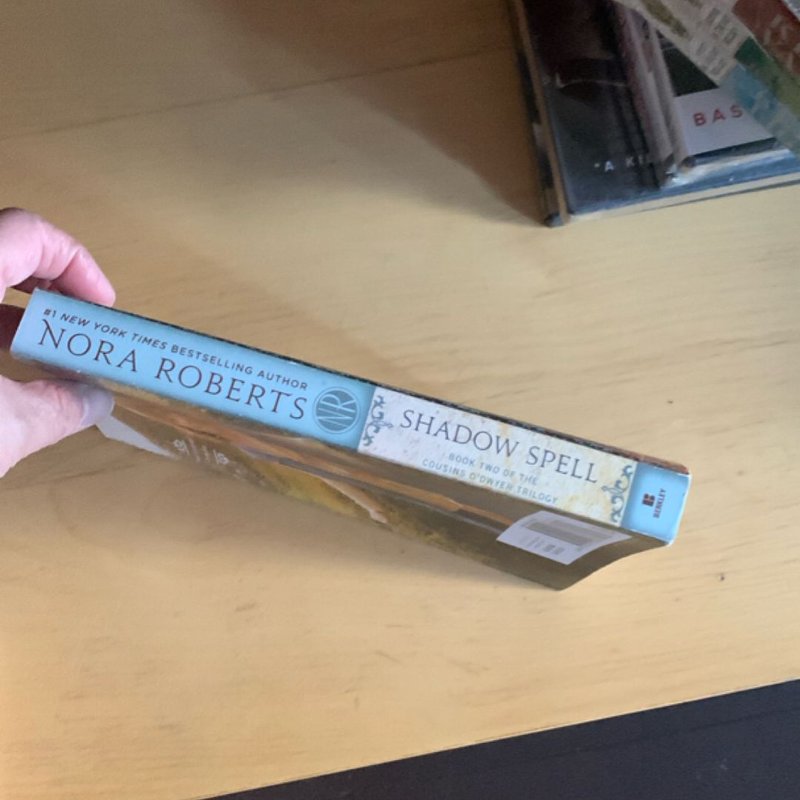 #1 NEW YORK TIMES BESTSELLING AUTHOR
NORA ROBERTS
NR
SHADOW SPELL
BOOK TWO OF THE
COUSINS O'DWYER TRILOGY
B
BERKLEY
BAS
"A K